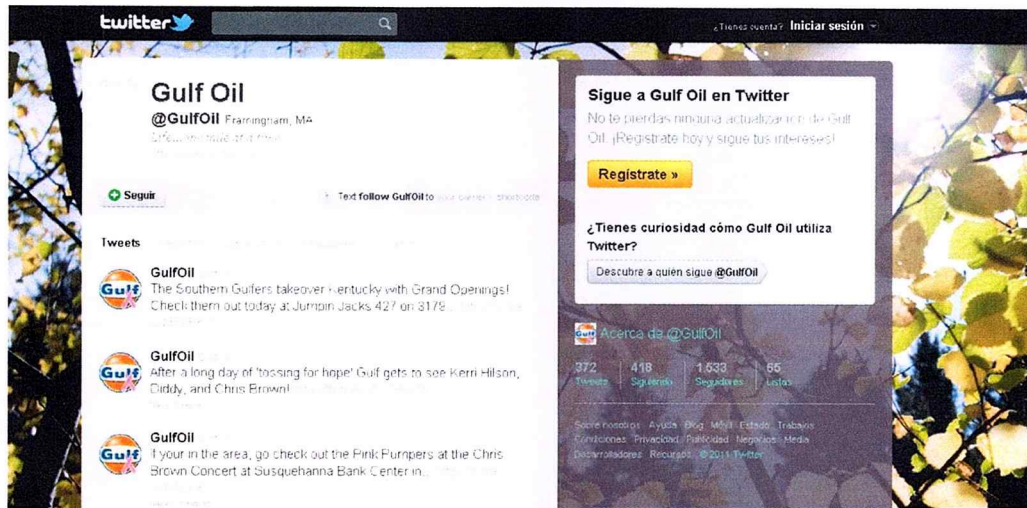 twitter
¿Tienes cuenta? Iniciar sesión
Gulf Oil
@GulfOil Framingham, MA
Seguir
Text follow GulfOil to your carrier's shortcode
Tweets
GulfOil
The Southern Gulfers takeover Kentucky with Grand Openings!
Check them out today at Jumpin Jacks 427 on 3179
GulfOil
After a long day of 'tossing for hope' Gulf gets to see Kerri Hilson,
Diddy, and Chris Brown!
GulfOil
If your in the area, go check out the Pink Pumpers at the Chris
Brown Concert at Susquehanna Bank Center in...
Gulf
Gulf
Gulf
Sigue a Gulf Oil en Twitter
No te pierdas ninguna actualización de Gulf
Oil. ¡Regístrate hoy y sigue tus intereses!
Regístrate »
¿Tienes curiosidad cómo Gulf Oil utiliza
Twitter?
Descubre a quién sigue @GulfOil
Gulf Acerca de @GulfOil
372 418 1.533 65
Tweets Siguiendo Seguidores Listas
Sobre nosotros Ayuda Blog Móvil Estado Trabajos
Condiciones Privacidad Publicidad Negocios Media
Desarrolladores Recursos © 2011 Twitter